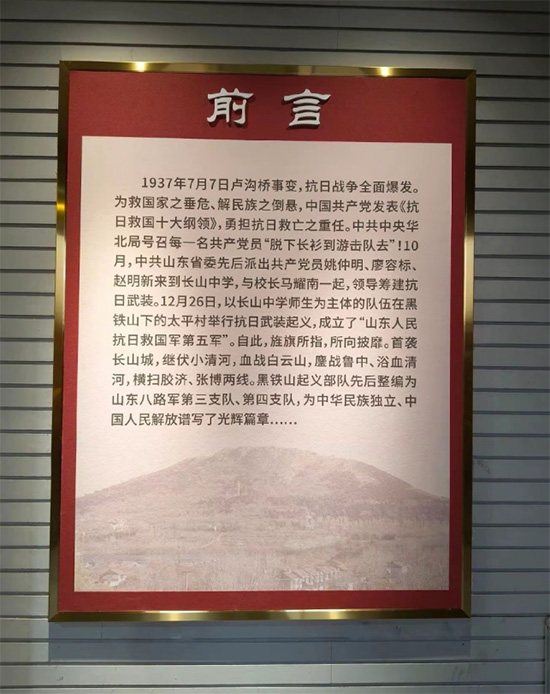 前言
1937年7月7日卢沟桥事变，抗日战争全面爆发。
为救国家之垂危、解民族之倒悬，中国共产党发表《抗
日救国十大纲领》，勇担抗日救亡之重任。中共中央华
北局号召每一名共产党员“脱下长衫到游击队去”！10
月，中共山东省委先后派出共产党员姚仲明、廖容标、
赵明新来到长山中学，与校长马耀南一起，领导筹建抗
日武装。12月26日，以长山中学师生为主体的队伍在黑
铁山下的太平村举行抗日武装起义，成立了“山东人民
抗日救国军第五军”。自此，旌旗所指，所向披靡。首袭
长山城，继伏小清河，血战白云山，鏖战鲁中、浴血清
河，横扫胶济、张博两线。黑铁山起义部队先后整编为
山东八路军第三支队、第四支队，为中华民族独立、中
国人民解放谱写了光辉篇章……